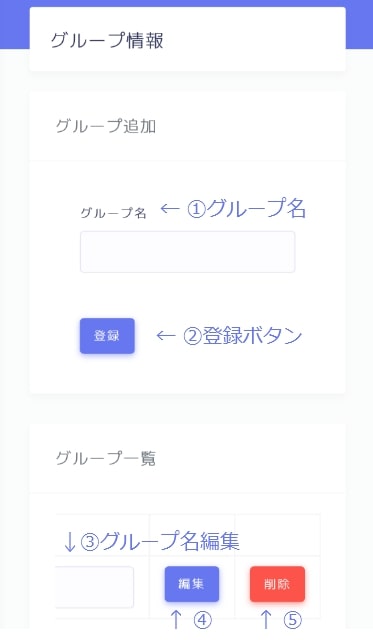 グループ情報
グループ追加
グループ名 ← ①グループ名
登録 ← ②登録ボタン
グループ一覧
↓③グループ名編集
編集 削除
↑ ④ ↑ ⑤